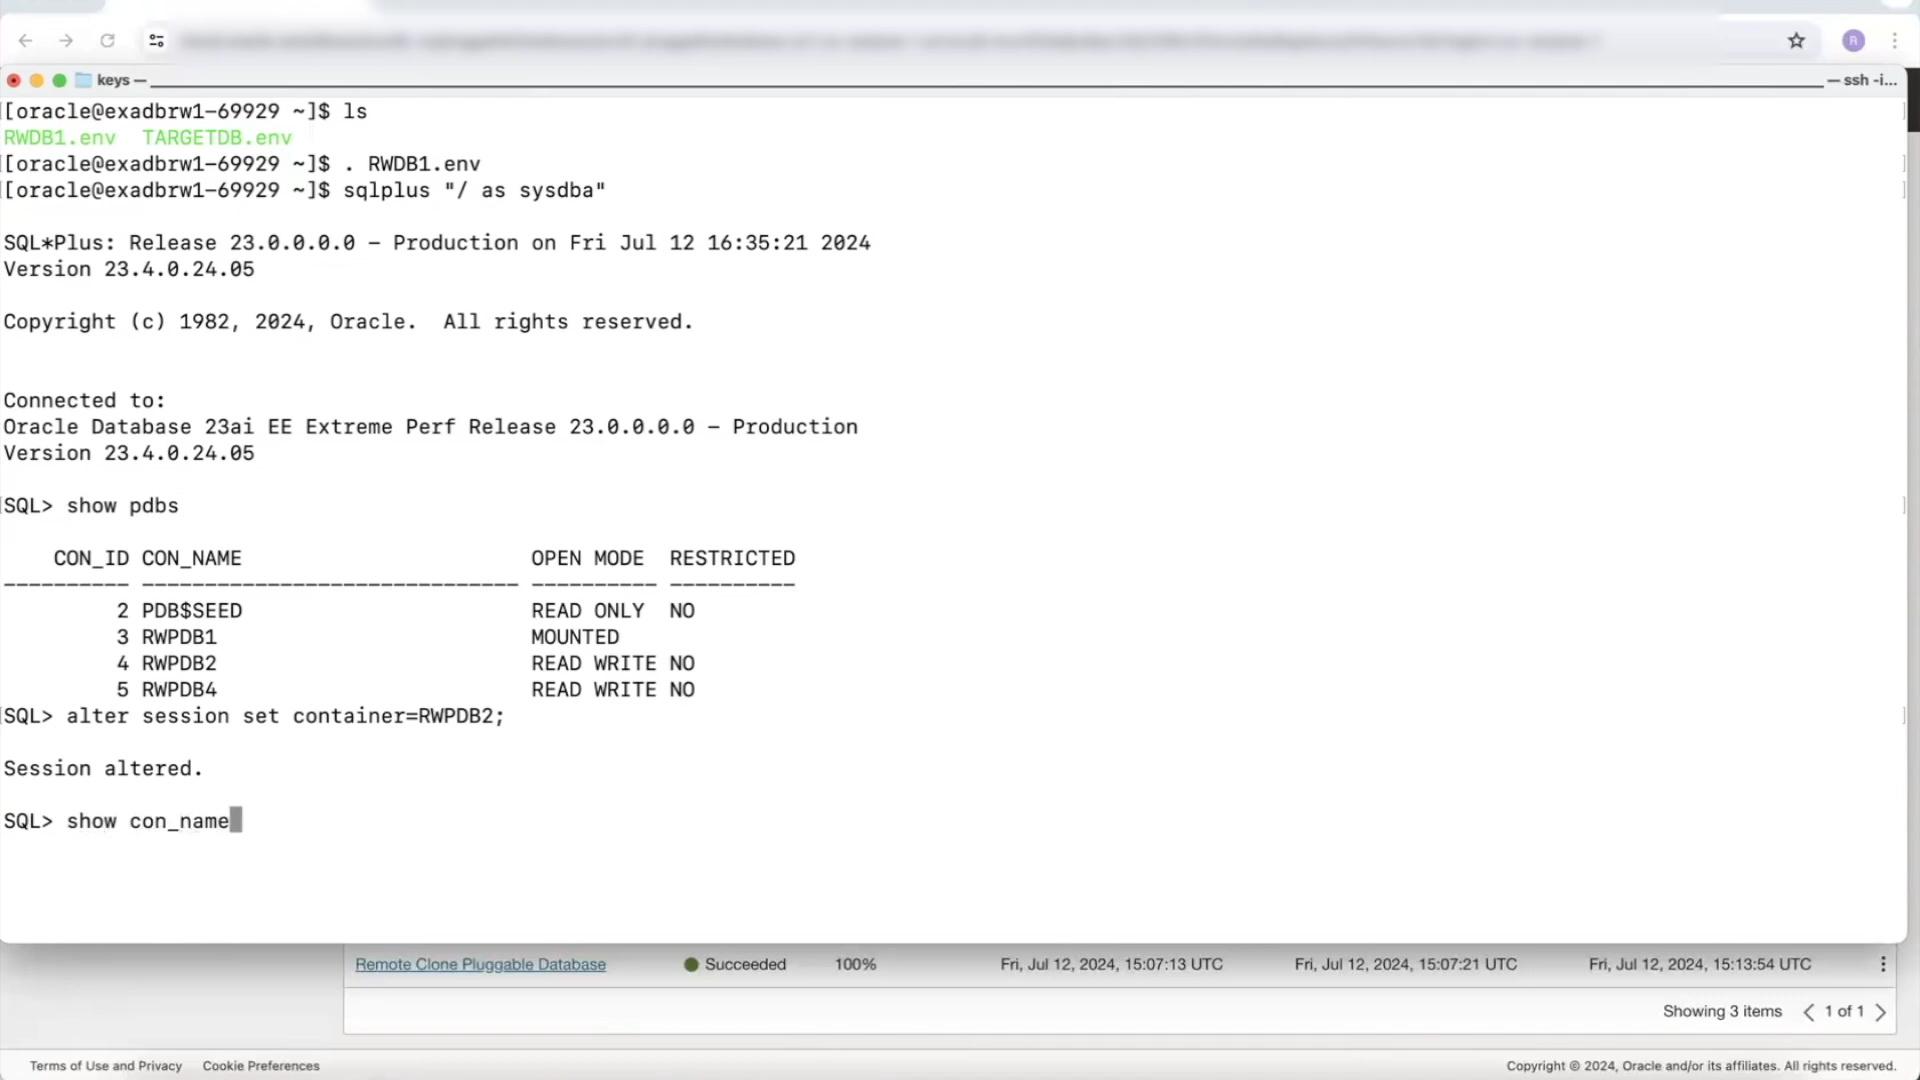 R
keys —
— ssh -i...
[[oracle@exadbrw1-69929 ~]$ ls
RWDB1.env  TARGETDB.env
[[oracle@exadbrw1-69929 ~]$ . RWDB1.env
[[oracle@exadbrw1-69929 ~]$ sqlplus "/ as sysdba"
SQL*Plus: Release 23.0.0.0.0 – Production on Fri Jul 12 16:35:21 2024
Version 23.4.0.24.05
Copyright (c) 1982, 2024, Oracle.  All rights reserved.
Connected to:
Oracle Database 23ai EE Extreme Perf Release 23.0.0.0.0 – Production
Version 23.4.0.24.05
[SQL> show pdbs
CON_ID CON_NAME OPEN MODE RESTRICTED
---------- ------------------------------ ---------- ----------
2 PDB$SEED READ ONLY NO
3 RWPDB1 MOUNTED
4 RWPDB2 READ WRITE NO
5 RWPDB4 READ WRITE NO
[SQL> alter session set container=RWPDB2;
Session altered.
SQL> show con_name
Remote Clone Pluggable Database Succeeded 100% Fri, Jul 12, 2024, 15:07:13 UTC Fri, Jul 12, 2024, 15:07:21 UTC Fri, Jul 12, 2024, 15:13:54 UTC
Showing 3 items < 1 of 1 >
Terms of Use and Privacy Cookie Preferences Copyright © 2024, Oracle and/or its affiliates. All rights reserved.